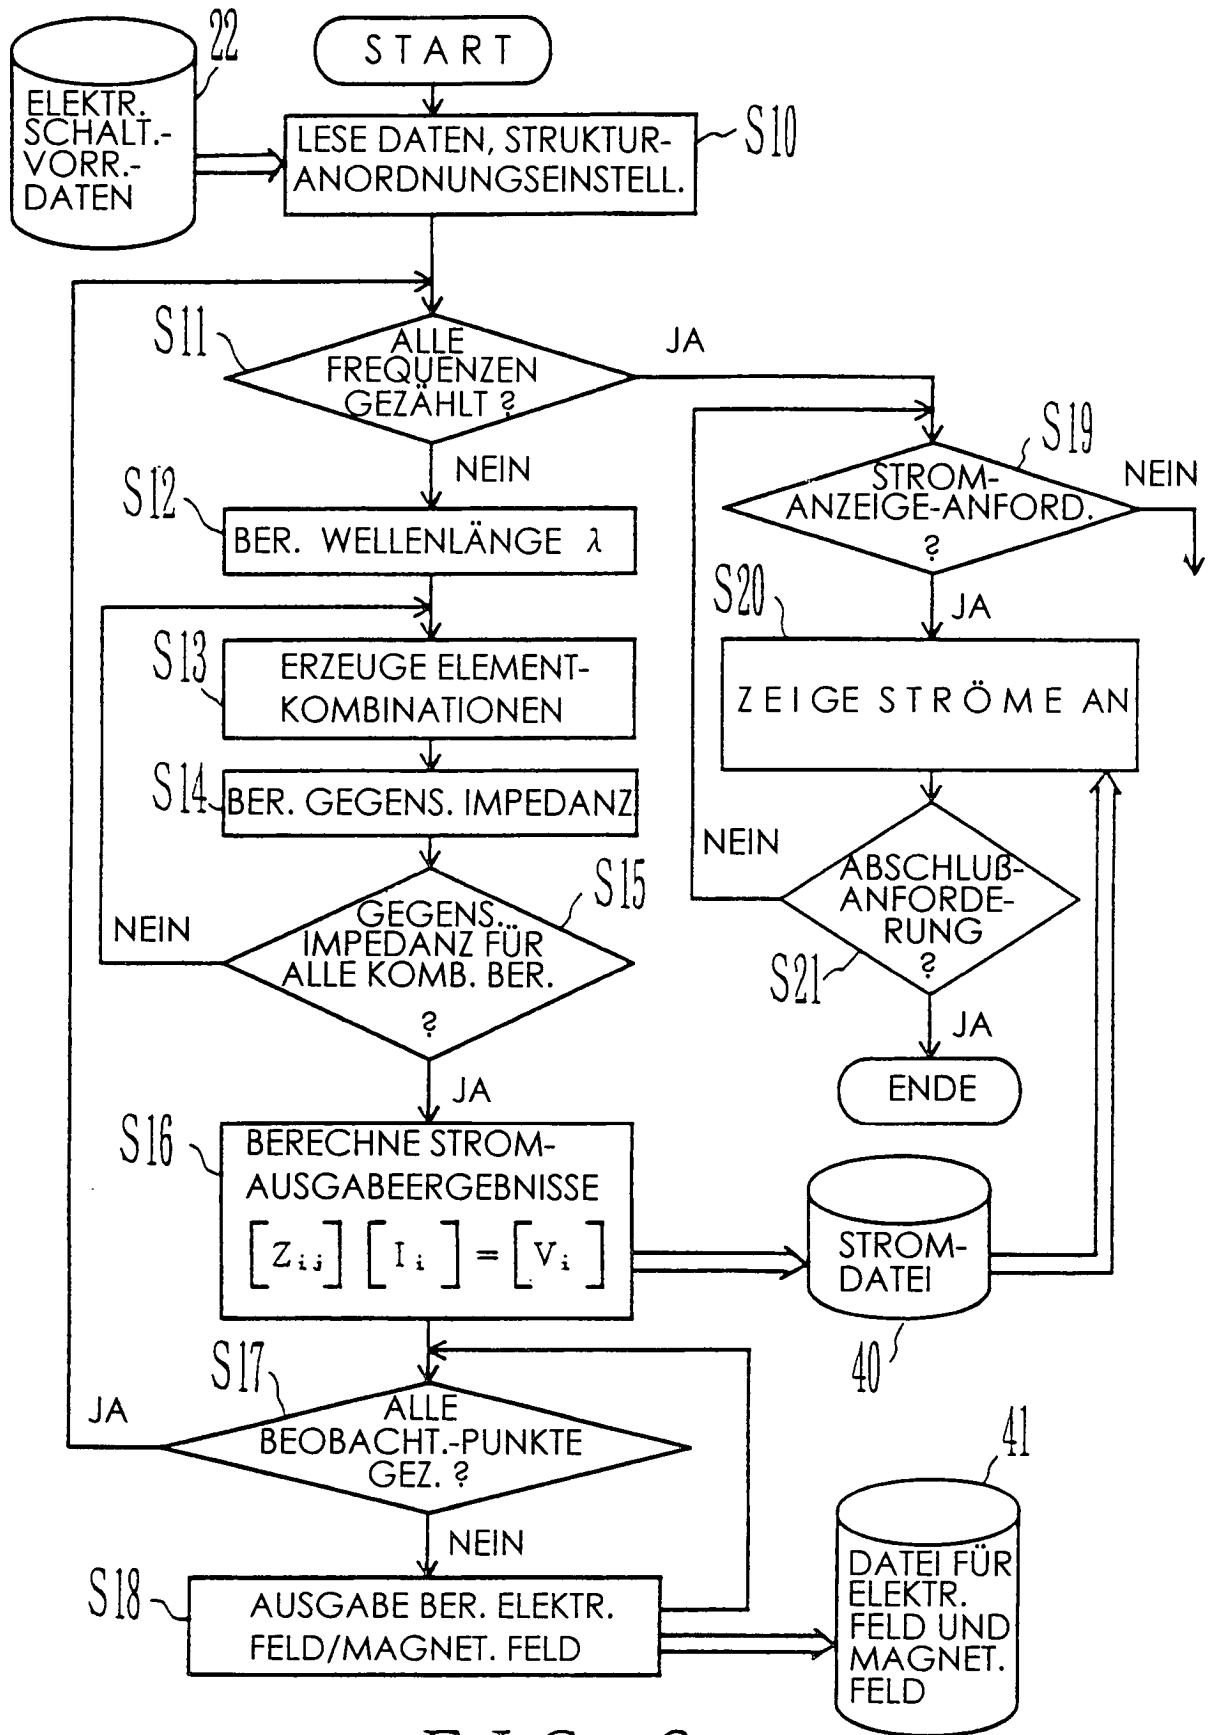 22
START
ELEKTR.
SCHALT.-
VORR.-
DATEN
S10
LESE DATEN, STRUKTUR-
ANORDNUNGSEINSTELL.
S11
ALLE
FREQUENZEN
GEZÄHLT ?
JA
NEIN
S12
BER. WELLENLÄNGE λ
S13
ERZEUGE ELEMENT-
KOMBINATIONEN
S14
BER. GEGENS. IMPEDANZ
S15
GEGENS.
IMPEDANZ FÜR
ALLE KOMB. BER.
?
NEIN
JA
S16
BERECHNE STROM-
AUSGABEERGEBNISSE
[Zij] [Ii] = [Vi]
S17
ALLE
BEOBACHT.-PUNKTE
GEZ. ?
JA
NEIN
S18
AUSGABE BER. ELEKTR.
FELD/MAGNET. FELD
S19
STROM-
ANZEIGE-ANFORD.
?
NEIN
JA
S20
ZEIGE STRÖME AN
NEIN
ABSCHLUß-
ANFORDE-
RUNG
?
S21
JA
ENDE
STROM-
DATEI
40
41
DATEI FÜR
ELEKTR.
FELD UND
MAGNET.
FELD